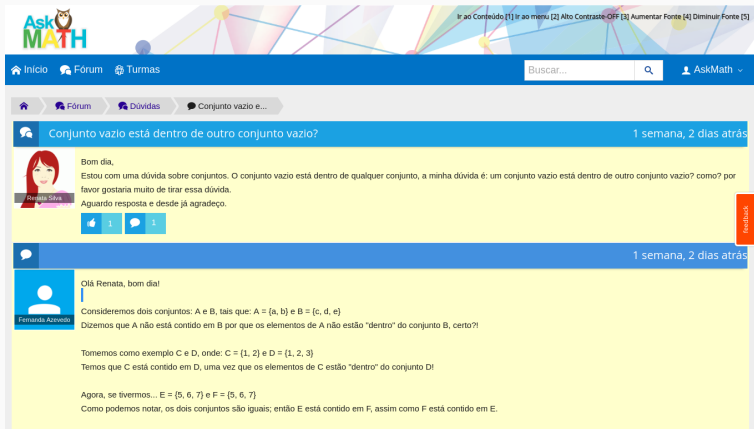 Ask
MATH
Ir ao Conteúdo [1] Ir ao menu [2] Alto Contraste-OFF [3] Aumentar Fonte [4] Diminuir Fonte [5]
Início Fórum Turmas Buscar... AskMath
Fórum Dúvidas Conjunto vazio e...
Conjunto vazio está dentro de outro conjunto vazio? 1 semana, 2 dias atrás
Bom dia,
Estou com uma dúvida sobre conjuntos. O conjunto vazio está dentro de qualquer conjunto, a minha dúvida é: um conjunto vazio está dentro de outro conjunto vazio? como? por
favor gostaria muito de tirar essa dúvida.
Aguardo resposta e desde já agradeço.
Renata Silva
1 1
feedback
1 semana, 2 dias atrás
Olá Renata, bom dia!
Consideremos dois conjuntos: A e B, tais que: A = {a, b} e B = {c, d, e}
Dizemos que A não está contido em B por que os elementos de A não estão "dentro" do conjunto B, certo?!
Fernanda Azevedo
Tomemos como exemplo C e D, onde: C = {1, 2} e D = {1, 2, 3}
Temos que C está contido em D, uma vez que os elementos de C estão "dentro" do conjunto D!
Agora, se tivermos... E = {5, 6, 7} e F = {5, 6, 7}
Como podemos notar, os dois conjuntos são iguais; então E está contido em F, assim como F está contido em E.